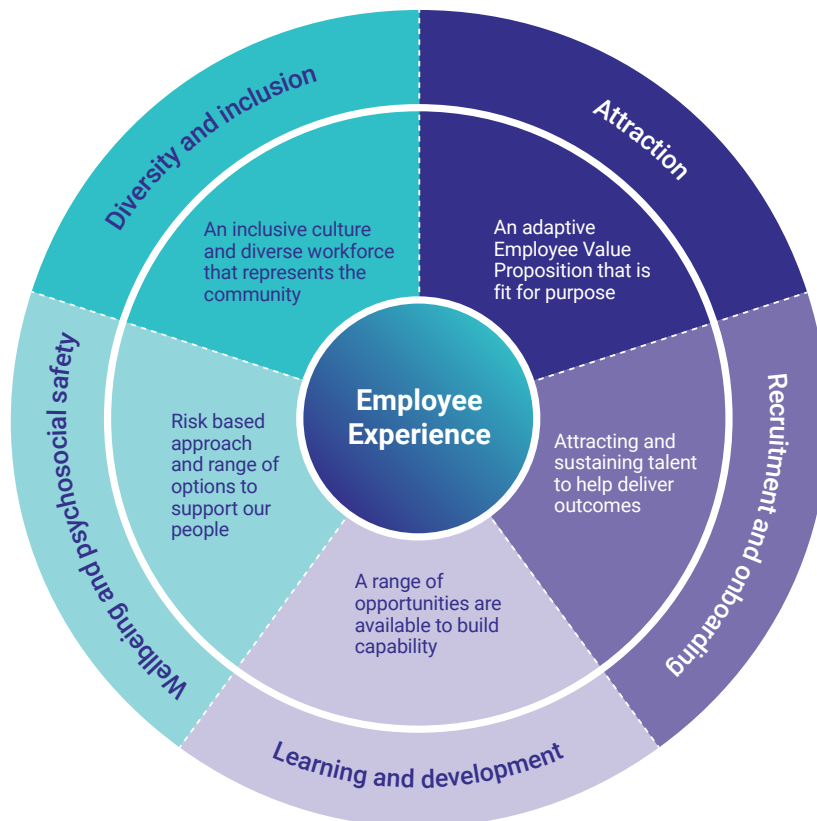 Employee
Experience
Attraction
An adaptive
Employee Value
Proposition that is
fit for purpose
Recruitment and onboarding
Attracting and
sustaining talent
to help deliver
outcomes
Learning and development
A range of
opportunities are
available to build
capability
Wellbeing and psychosocial safety
Risk based
approach
and range of
options to
support our
people
Diversity and inclusion
An inclusive culture
and diverse workforce
that represents the
community